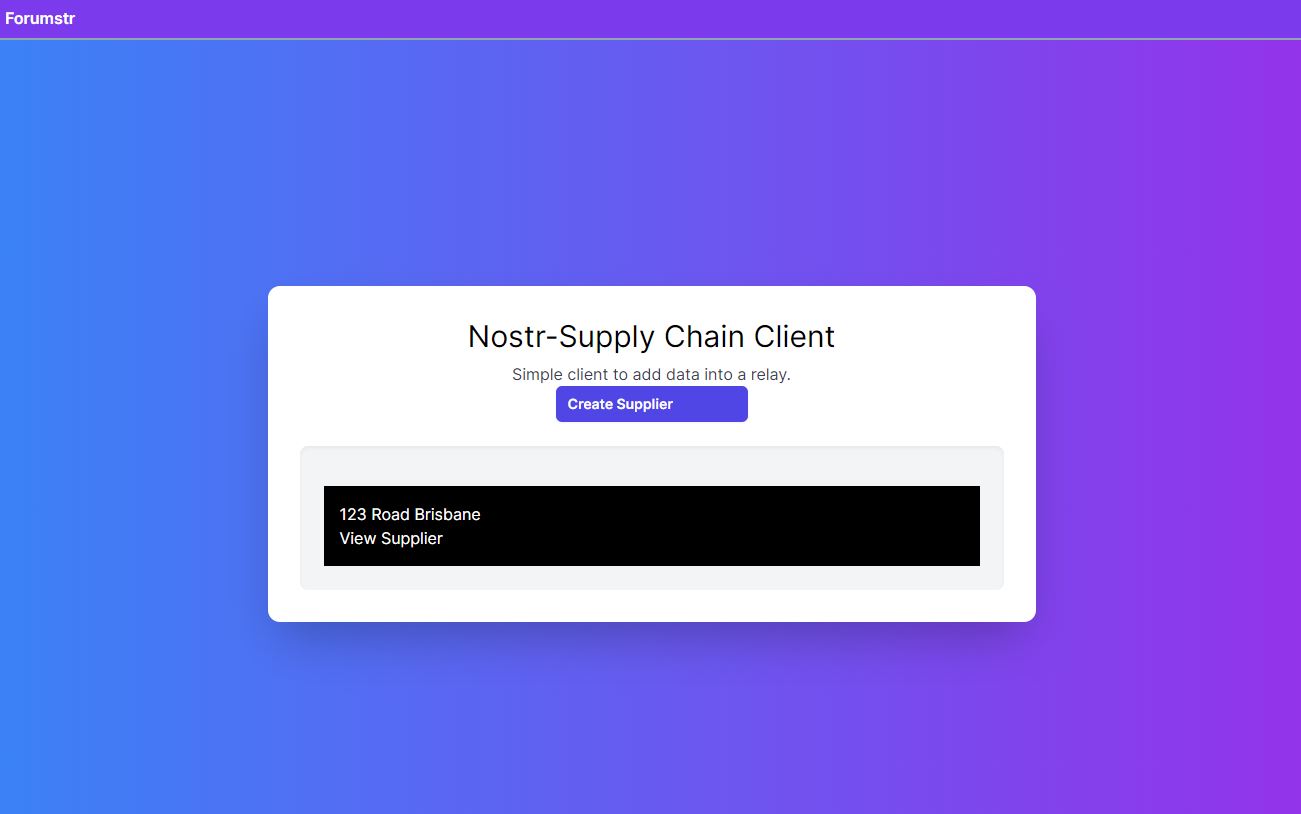 Forumstr
Nostr-Supply Chain Client
Simple client to add data into a relay.
Create Supplier
123 Road Brisbane
View Supplier